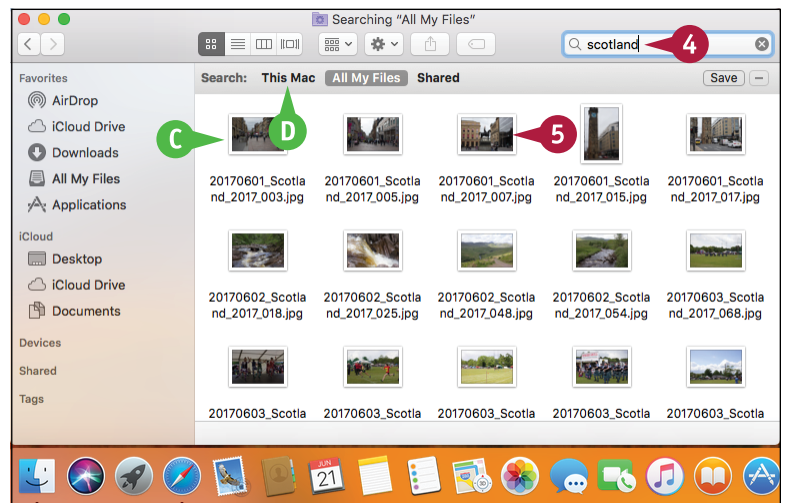 Searching “All My Files”
scotland
4
Favorites
AirDrop
iCloud Drive
Downloads
All My Files
Applications
iCloud
Desktop
iCloud Drive
Documents
Devices
Shared
Tags
Search: This Mac All My Files Shared Save
C
D
5
20170601_Scotla
nd_2017_003.jpg
20170601_Scotla
nd_2017_005.jpg
20170601_Scotla
nd_2017_007.jpg
20170601_Scotla
nd_2017_015.jpg
20170601_Scotla
nd_2017_017.jpg
20170602_Scotla
nd_2017_018.jpg
20170602_Scotla
nd_2017_025.jpg
20170602_Scotla
nd_2017_048.jpg
20170602_Scotla
nd_2017_054.jpg
20170603_Scotla
nd_2017_068.jpg
20170603_Scotla
20170603_Scotla
20170603_Scotla
20170603_Scotla
20170603_Scotla
JUN
21